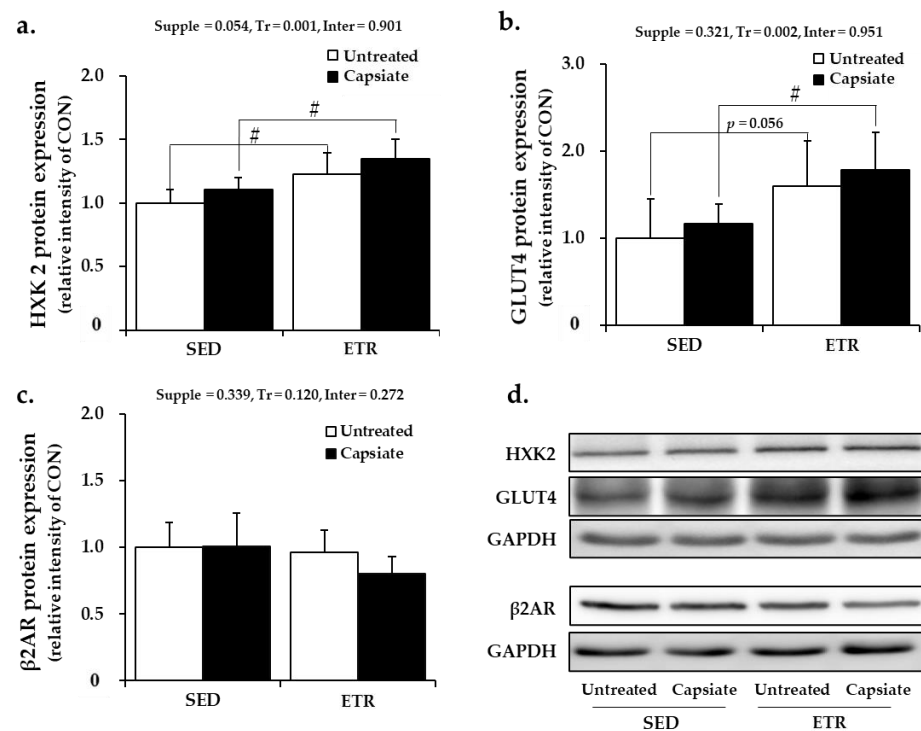 a.
Supple = 0.054, Tr = 0.001, Inter = 0.901
Untreated
Capsiate
HXK 2 protein expression
(relative intensity of CON)
2.0
1.5
1.0
0.5
0
#
#
SED
ETR
b.
Supple = 0.321, Tr = 0.002, Inter = 0.951
Untreated
Capsiate
GLUT4 protein expression
(relative intensity of CON)
3.0
2.0
1.0
0.0
#
p = 0.056
SED
ETR
c.
Supple = 0.339, Tr = 0.120, Inter = 0.272
Untreated
Capsiate
β2AR protein expression
(relative intensity of CON)
2.0
1.5
1.0
0.5
0
SED
ETR
d.
HXK2
GLUT4
GAPDH
β2AR
GAPDH
Untreated Capsiate Untreated Capsiate
SED ETR